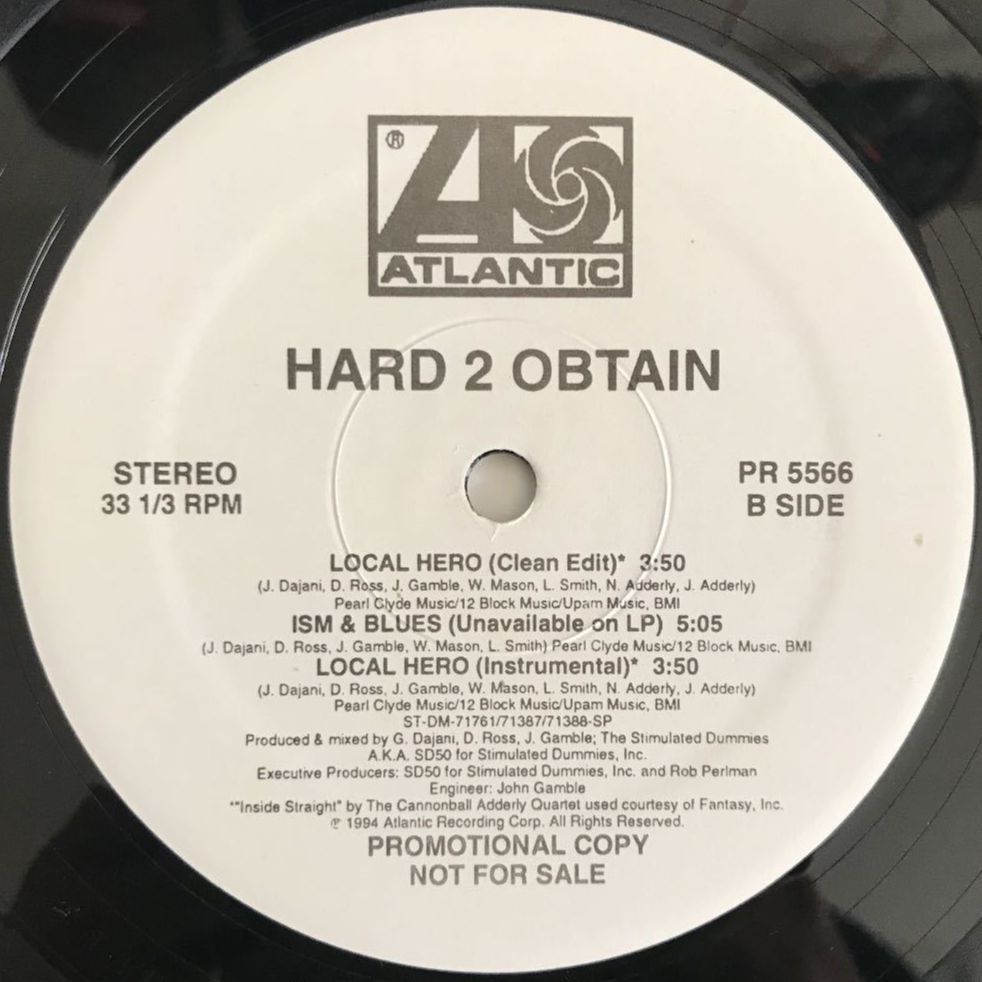 ®
ATLANTIC
HARD 2 OBTAIN
STEREO
33 1/3 RPM
PR 5566
B SIDE
LOCAL HERO (Clean Edit)* 3:50
(J. Dajani, D. Ross, J. Gamble, W. Mason, L. Smith, N. Adderly, J. Adderly)
Pearl Clyde Music/12 Block Music/Upam Music, BMI
ISM & BLUES (Unavailable on LP) 5:05
(J. Dajani, D. Ross, J. Gamble, W. Mason, L. Smith) Pearl Clyde Music/12 Block Music, BMI
LOCAL HERO (Instrumental)* 3:50
(J. Dajani, D. Ross, J. Gamble, W. Mason, L. Smith, N. Adderly, J. Adderly)
Pearl Clyde Music/12 Block Music/Upam Music, BMI
ST-DM-71761/71387/71388-SP
Produced & mixed by G. Dajani, D. Ross, J. Gamble; The Stimulated Dummies
A.K.A. SD50 for Stimulated Dummies, Inc.
Executive Producers: SD50 for Stimulated Dummies, Inc. and Rob Perlman
Engineer: John Gamble
*"Inside Straight" by The Cannonball Adderly Quartet used courtesy of Fantasy, Inc.
℗ 1994 Atlantic Recording Corp. All Rights Reserved.
PROMOTIONAL COPY
NOT FOR SALE